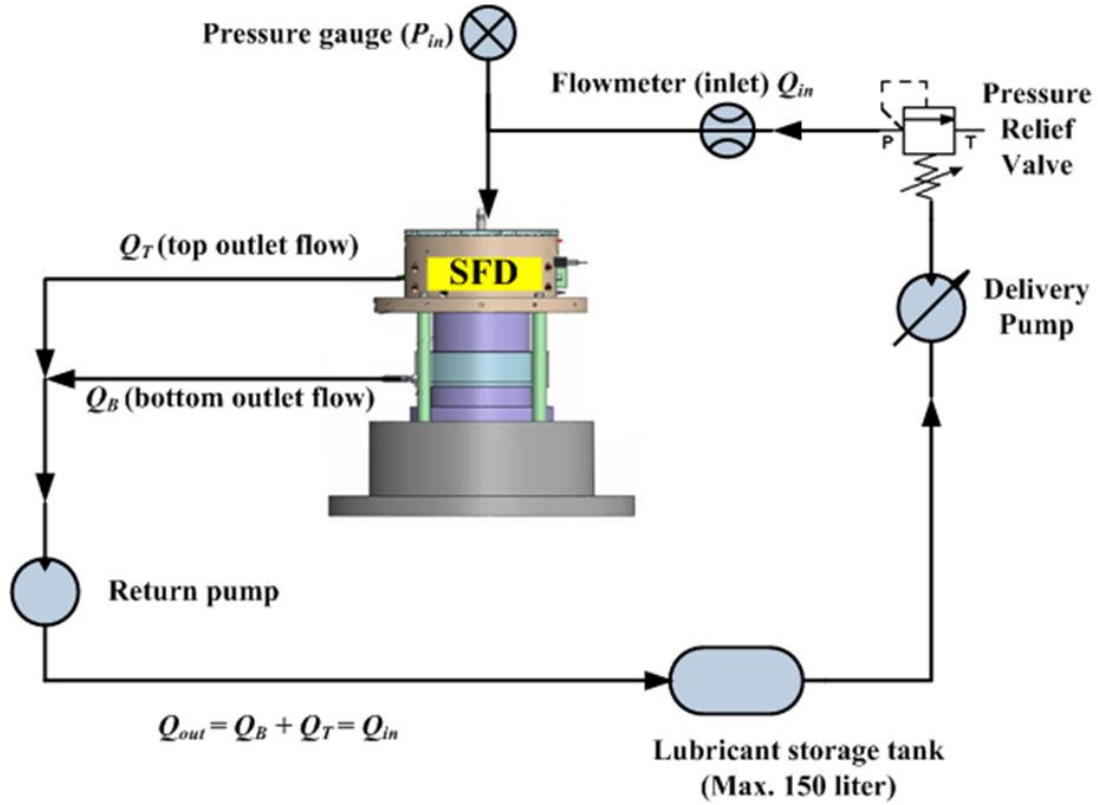 Pressure gauge (Pin)
Flowmeter (inlet) Qin
Pressure
Relief
Valve
P
T
QT (top outlet flow)
SFD
Delivery
Pump
QB (bottom outlet flow)
Return pump
Qout = QB + QT = Qin
Lubricant storage tank
(Max. 150 liter)